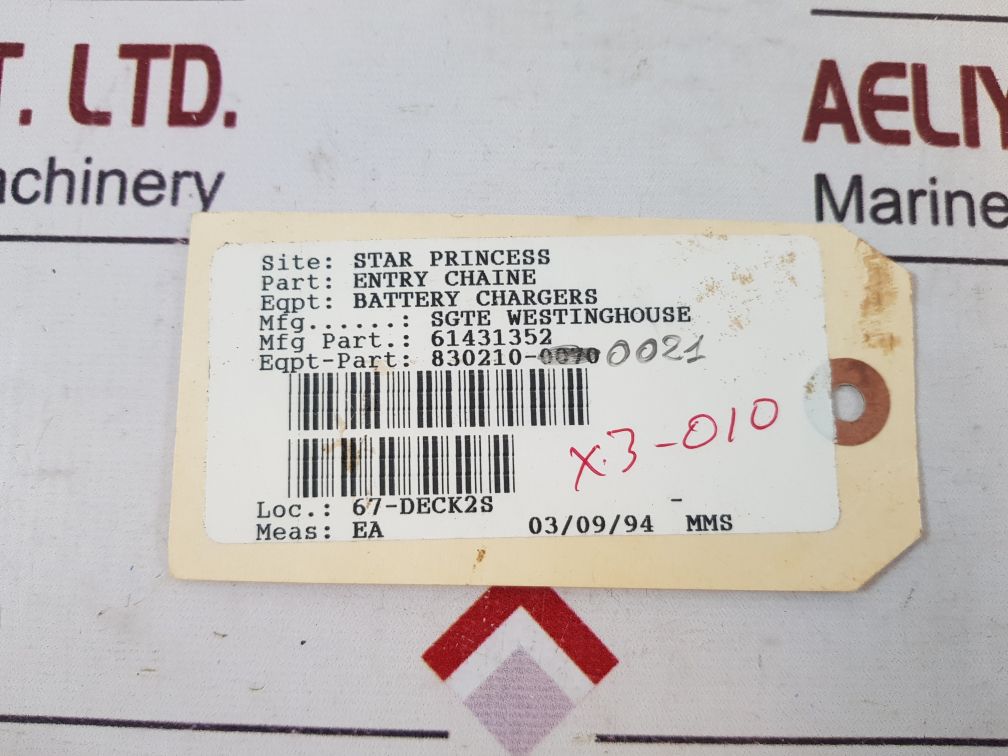 T. LTD.
AELIY
achinery
Marine
Site: STAR PRINCESS
Part: ENTRY CHAINE
Eqpt: BATTERY CHARGERS
Mfg......: SGTE WESTINGHOUSE
Mfg Part.: 61431352
Eqpt-Part: 830210-0070 0021
X3-010
Loc.: 67-DECK2S -
Meas: EA 03/09/94 MMS